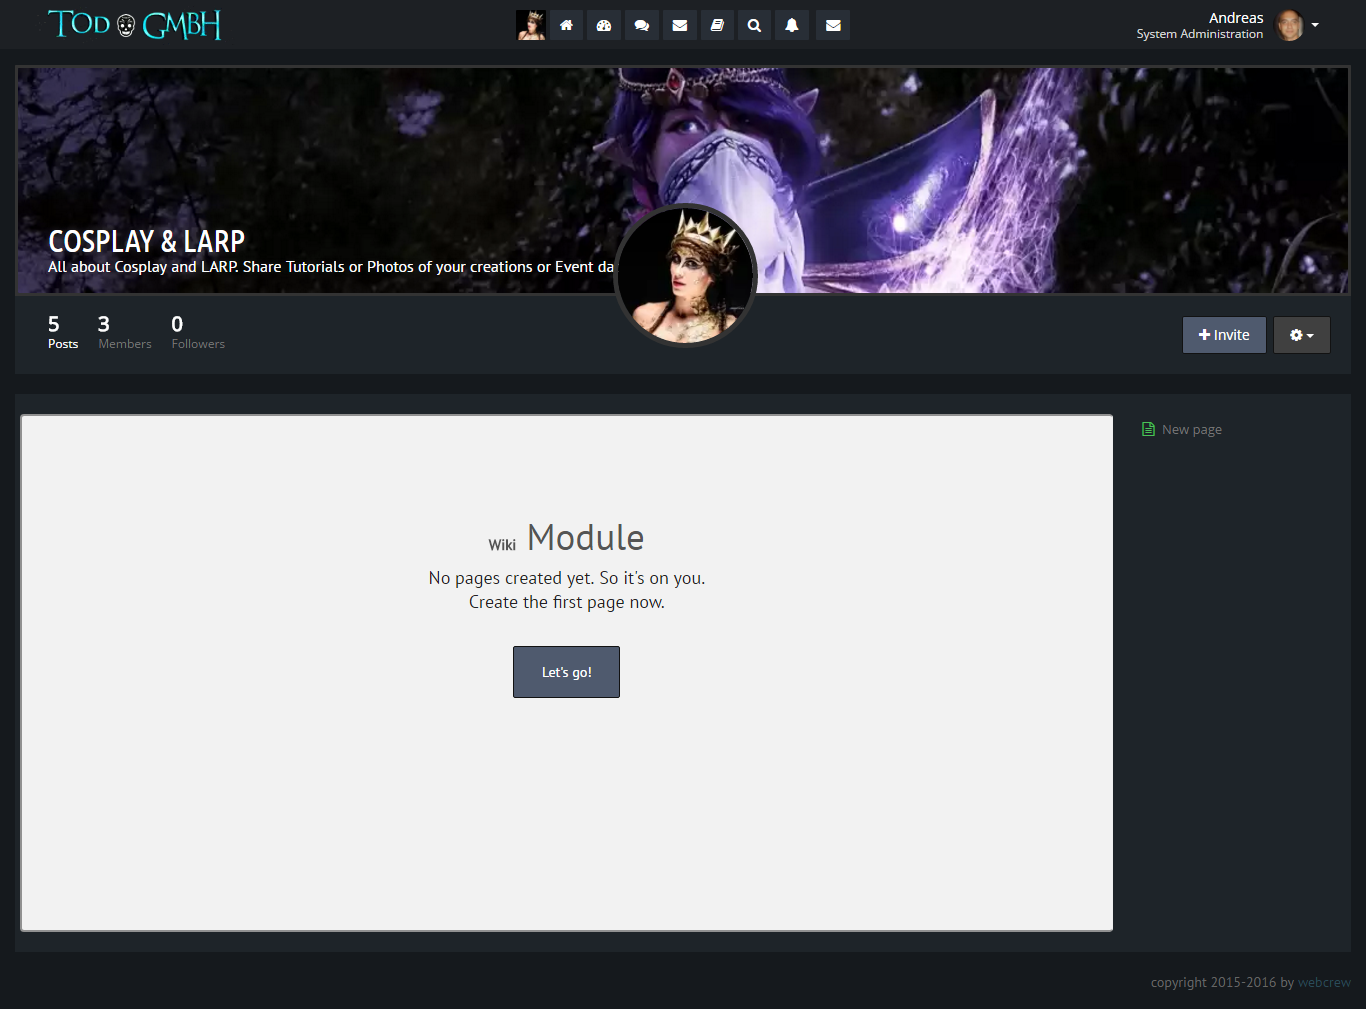 TOD GMBH
Andreas
System Administration
COSPLAY & LARP
All about Cosplay and LARP. Share Tutorials or Photos of your creations or Event da
5 3 0
Posts Members Followers
Invite
New page
Wiki Module
No pages created yet. So it's on you.
Create the first page now.
Let's go!
copyright 2015-2016 by webcrew